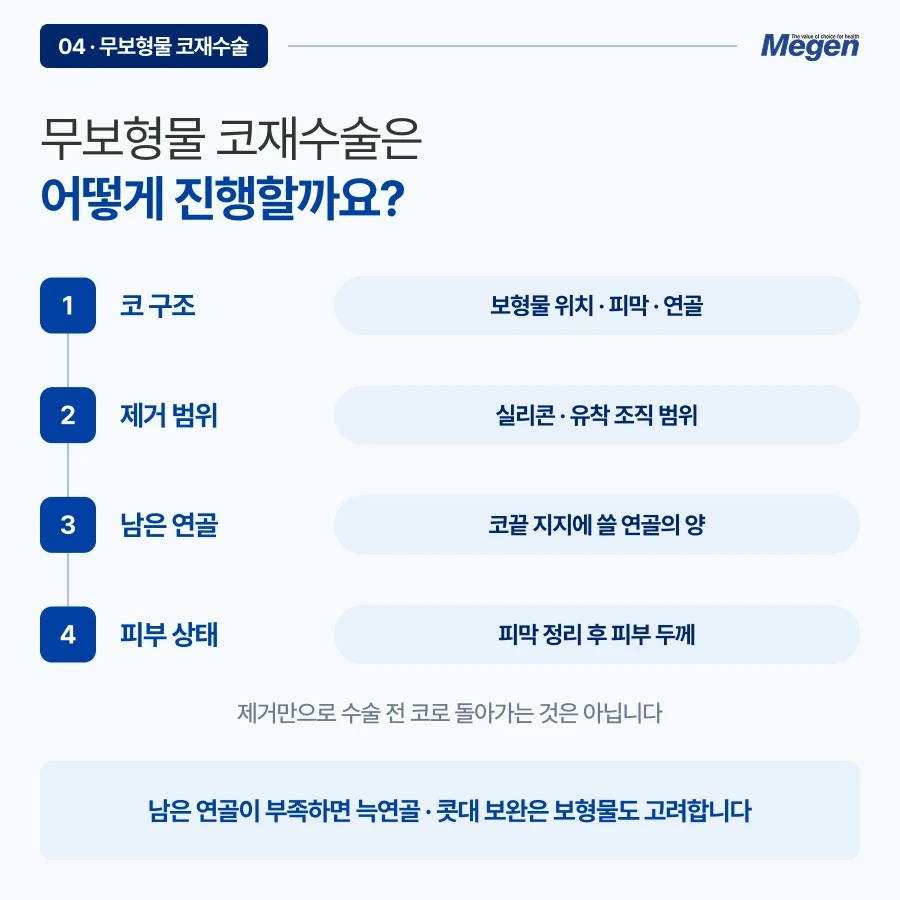 04 · 무보형물 코재수술
The value of choice for health
Megen
무보형물 코재수술은
어떻게 진행할까요?
1 코 구조 보형물 위치 · 피막 · 연골
2 제거 범위 실리콘 · 유착 조직 범위
3 남은 연골 코끝 지지에 쓸 연골의 양
4 피부 상태 피막 정리 후 피부 두께
제거만으로 수술 전 코로 돌아가는 것은 아닙니다
남은 연골이 부족하면 늑연골 · 콧대 보완은 보형물도 고려합니다